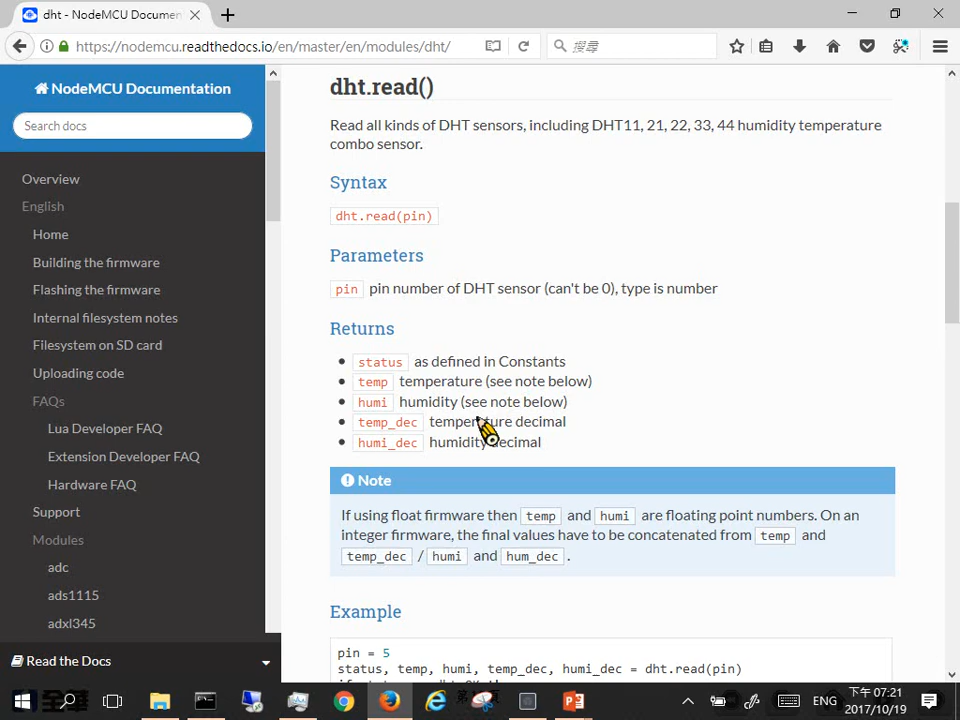 dht - NodeMCU Documen
https://nodemcu.readthedocs.io/en/master/en/modules/dht/
搜尋
NodeMCU Documentation
Search docs
Overview
English
Home
Building the firmware
Flashing the firmware
Internal filesystem notes
Filesystem on SD card
Uploading code
FAQs
Lua Developer FAQ
Extension Developer FAQ
Hardware FAQ
Support
Modules
adc
ads1115
adxl345
Read the Docs
dht.read()
Read all kinds of DHT sensors, including DHT11, 21, 22, 33, 44 humidity temperature
combo sensor.
Syntax
dht.read(pin)
Parameters
pin pin number of DHT sensor (can't be 0), type is number
Returns
status as defined in Constants
temp temperature (see note below)
humi humidity (see note below)
temp_dec temperature decimal
humi_dec humidity decimal
Note
If using float firmware then temp and humi are floating point numbers. On an
integer firmware, the final values have to be concatenated from temp and
temp_dec / humi and hum_dec .
Example
pin = 5
status, temp, humi, temp_dec, humi_dec = dht.read(pin)
ENG
下午 07:21
2017/10/19